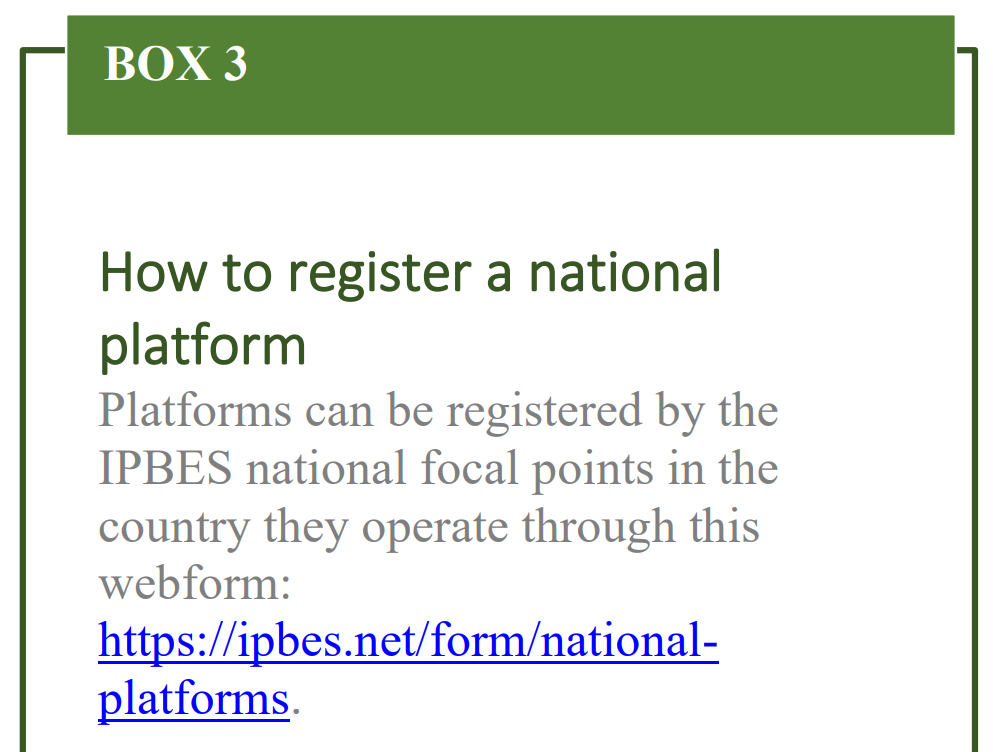 BOX 3
How to register a national
platform
Platforms can be registered by the
IPBES national focal points in the
country they operate through this
webform:
https://ipbes.net/form/national-
platforms.